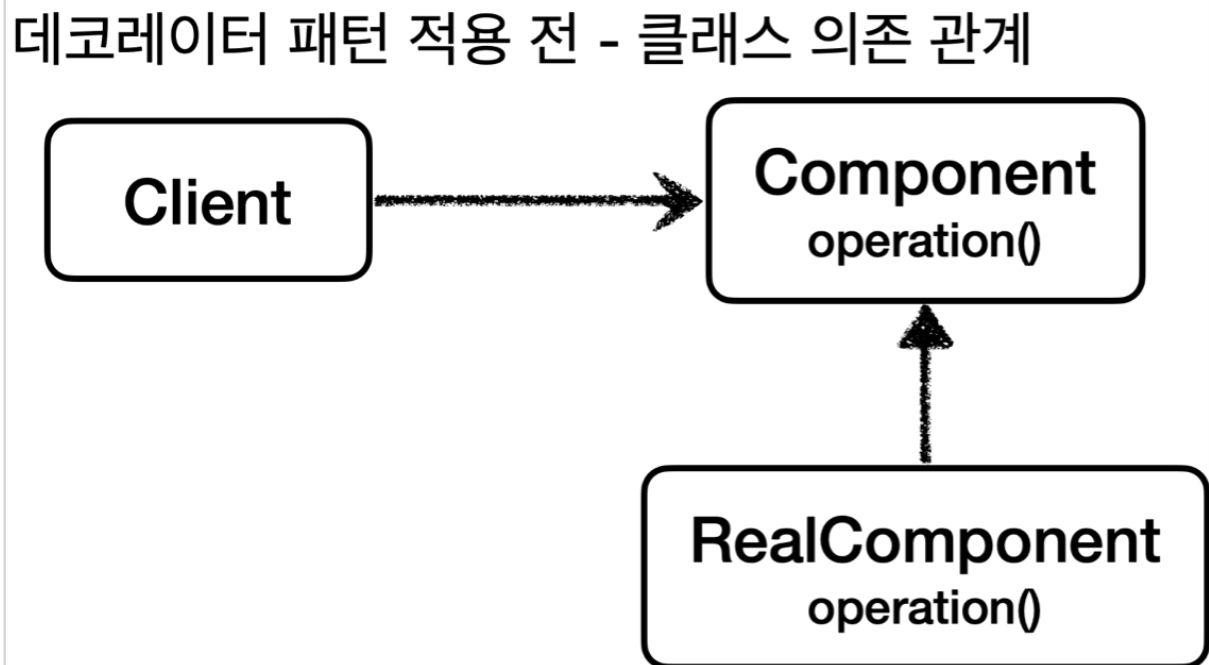 데코레이터 패턴 적용 전 - 클래스 의존 관계
Client
Component
operation()
RealComponent
operation()